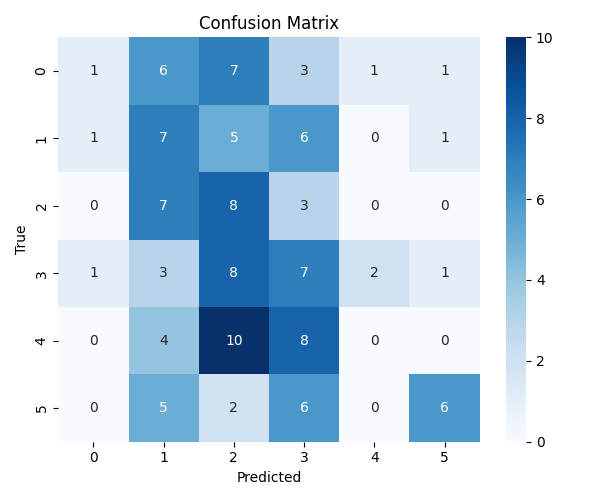 Confusion Matrix
0 1 6 7 3 1 1
1 1 7 5 6 0 1
2 0 7 8 3 0 0
3 1 3 8 7 2 1
4 0 4 10 8 0 0
5 0 5 2 6 0 6
0 1 2 3 4 5
True
Predicted
10
8
6
4
2
0